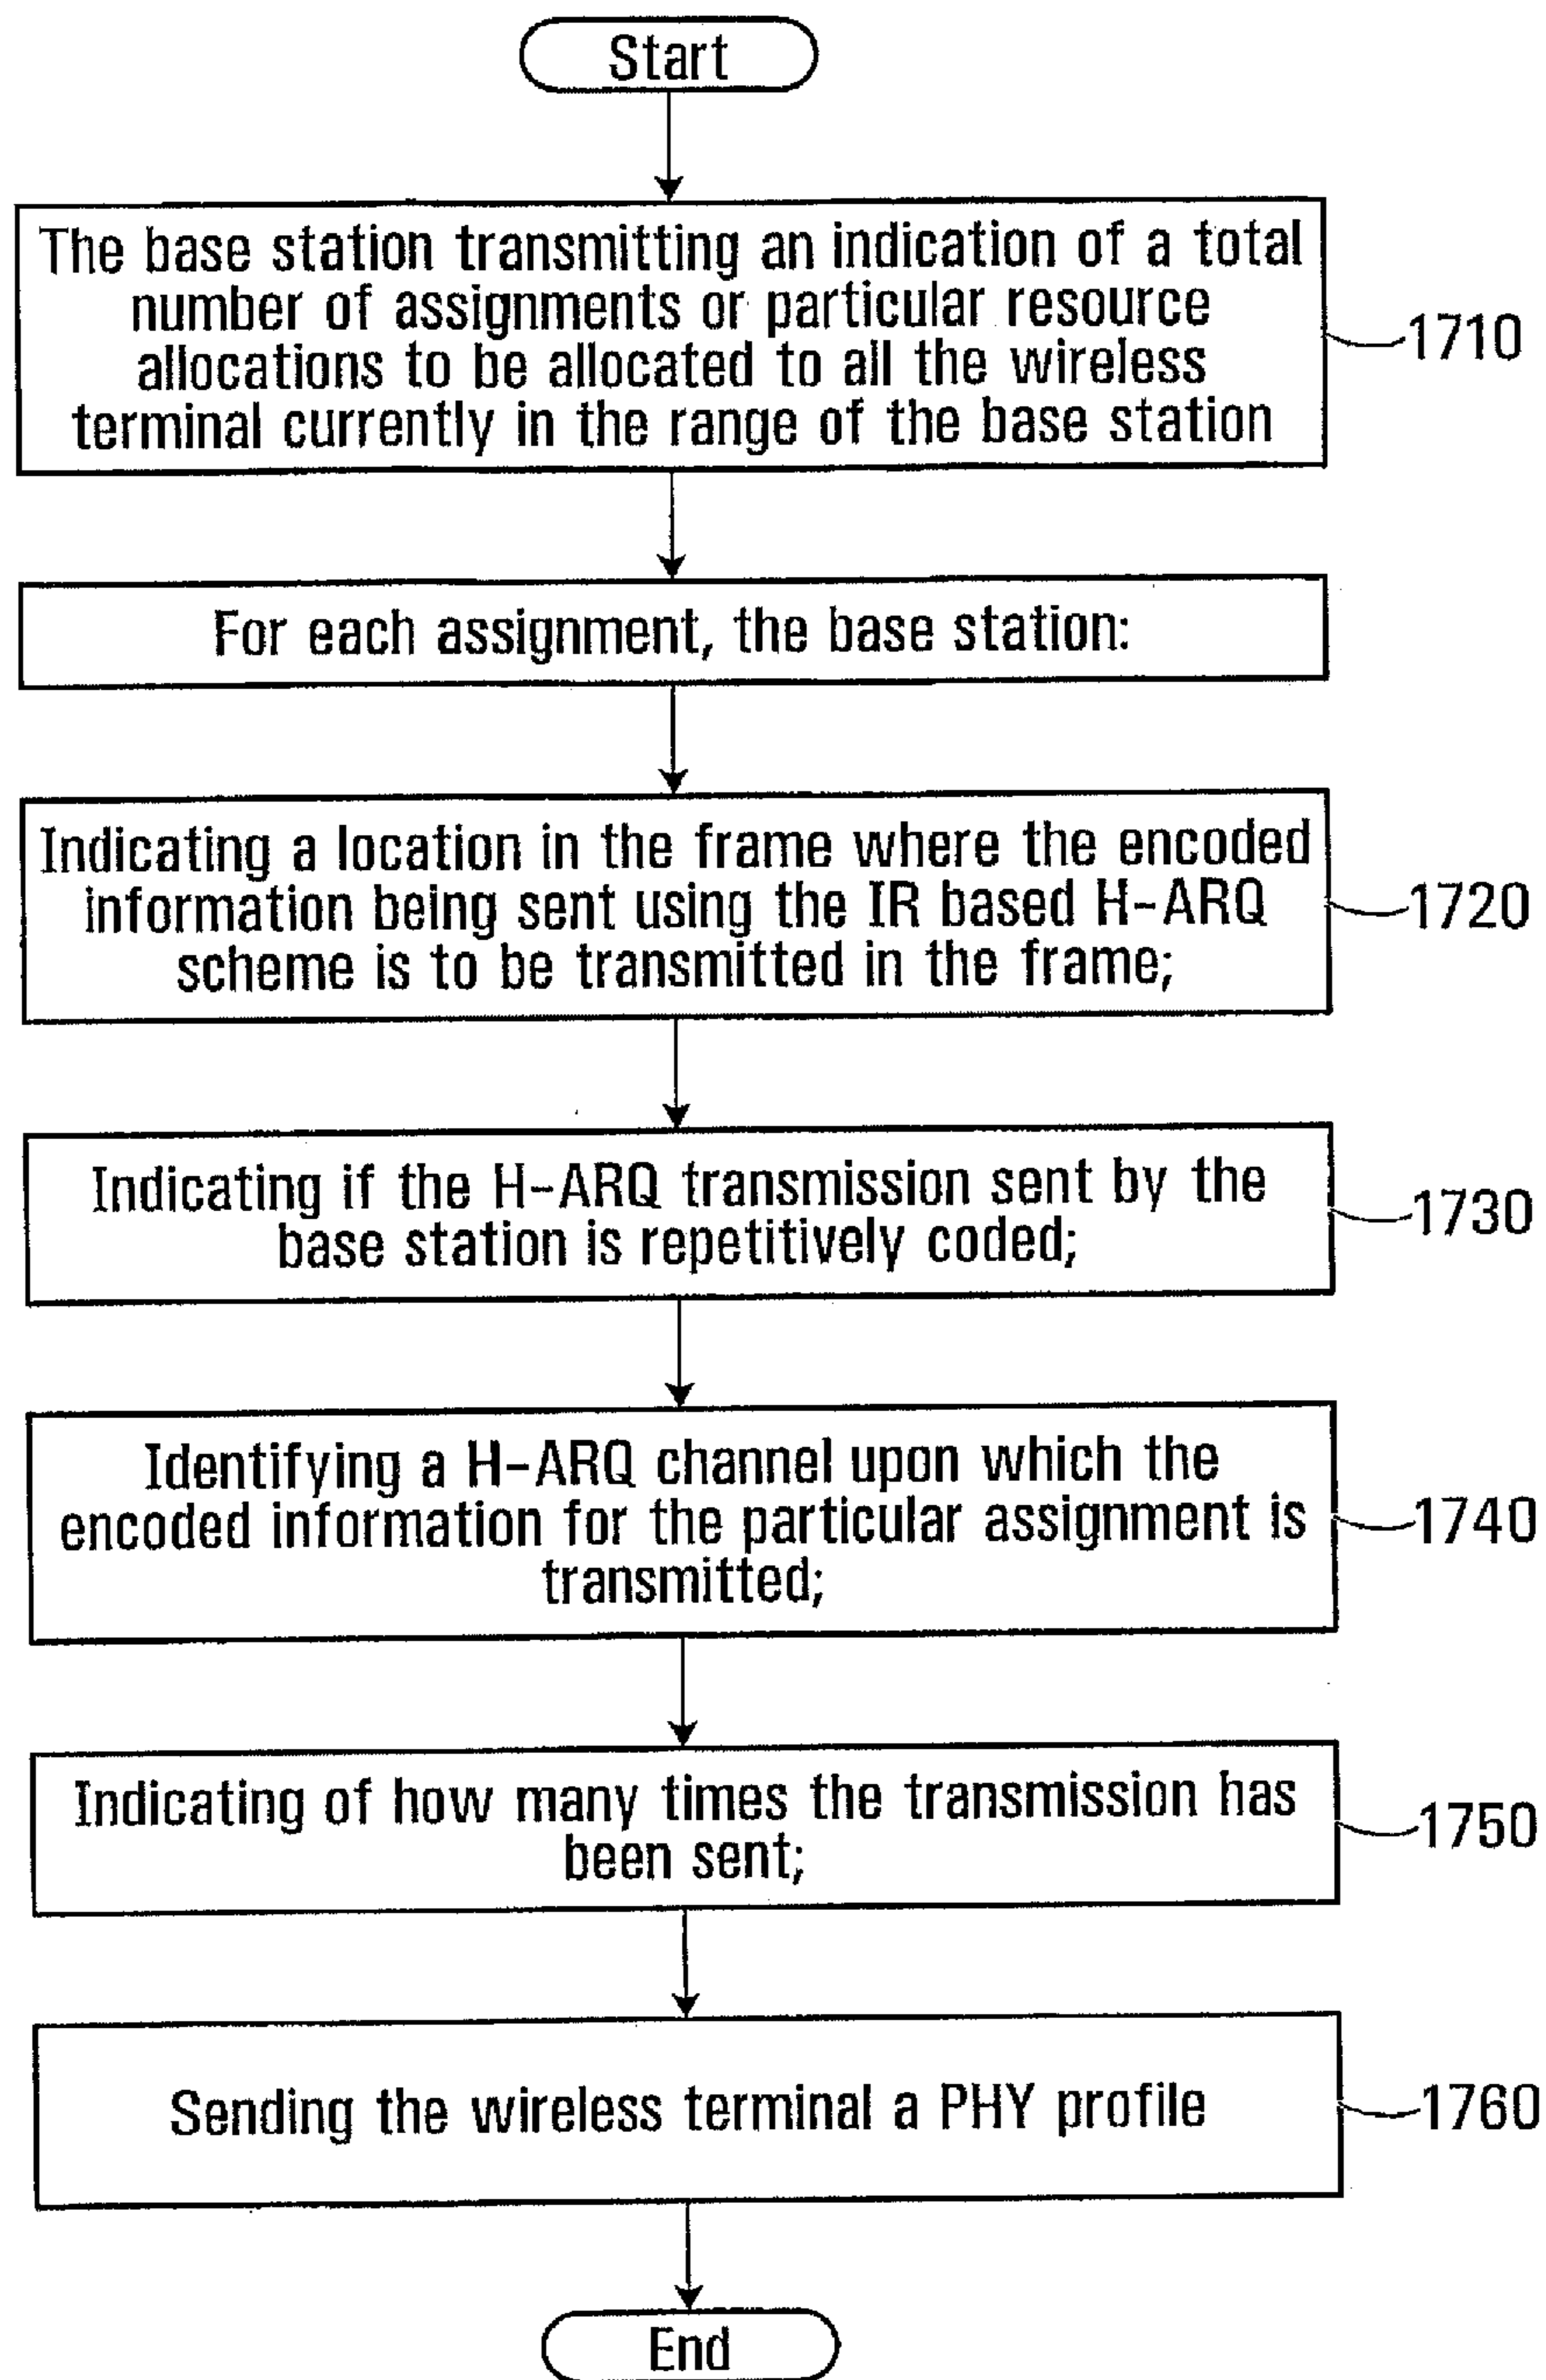 Start
The base station transmitting an indication of a total
number of assignments or particular resource
allocations to be allocated to all the wireless
terminal currently in the range of the base station
1710
For each assignment, the base station:
Indicating a location in the frame where the encoded
information being sent using the IR based H-ARQ
scheme is to be transmitted in the frame;
1720
Indicating if the H-ARQ transmission sent by the
base station is repetitively coded;
1730
Identifying a H-ARQ channel upon which the
encoded information for the particular assignment is
transmitted;
1740
Indicating of how many times the transmission has
been sent;
1750
Sending the wireless terminal a PHY profile
1760
End